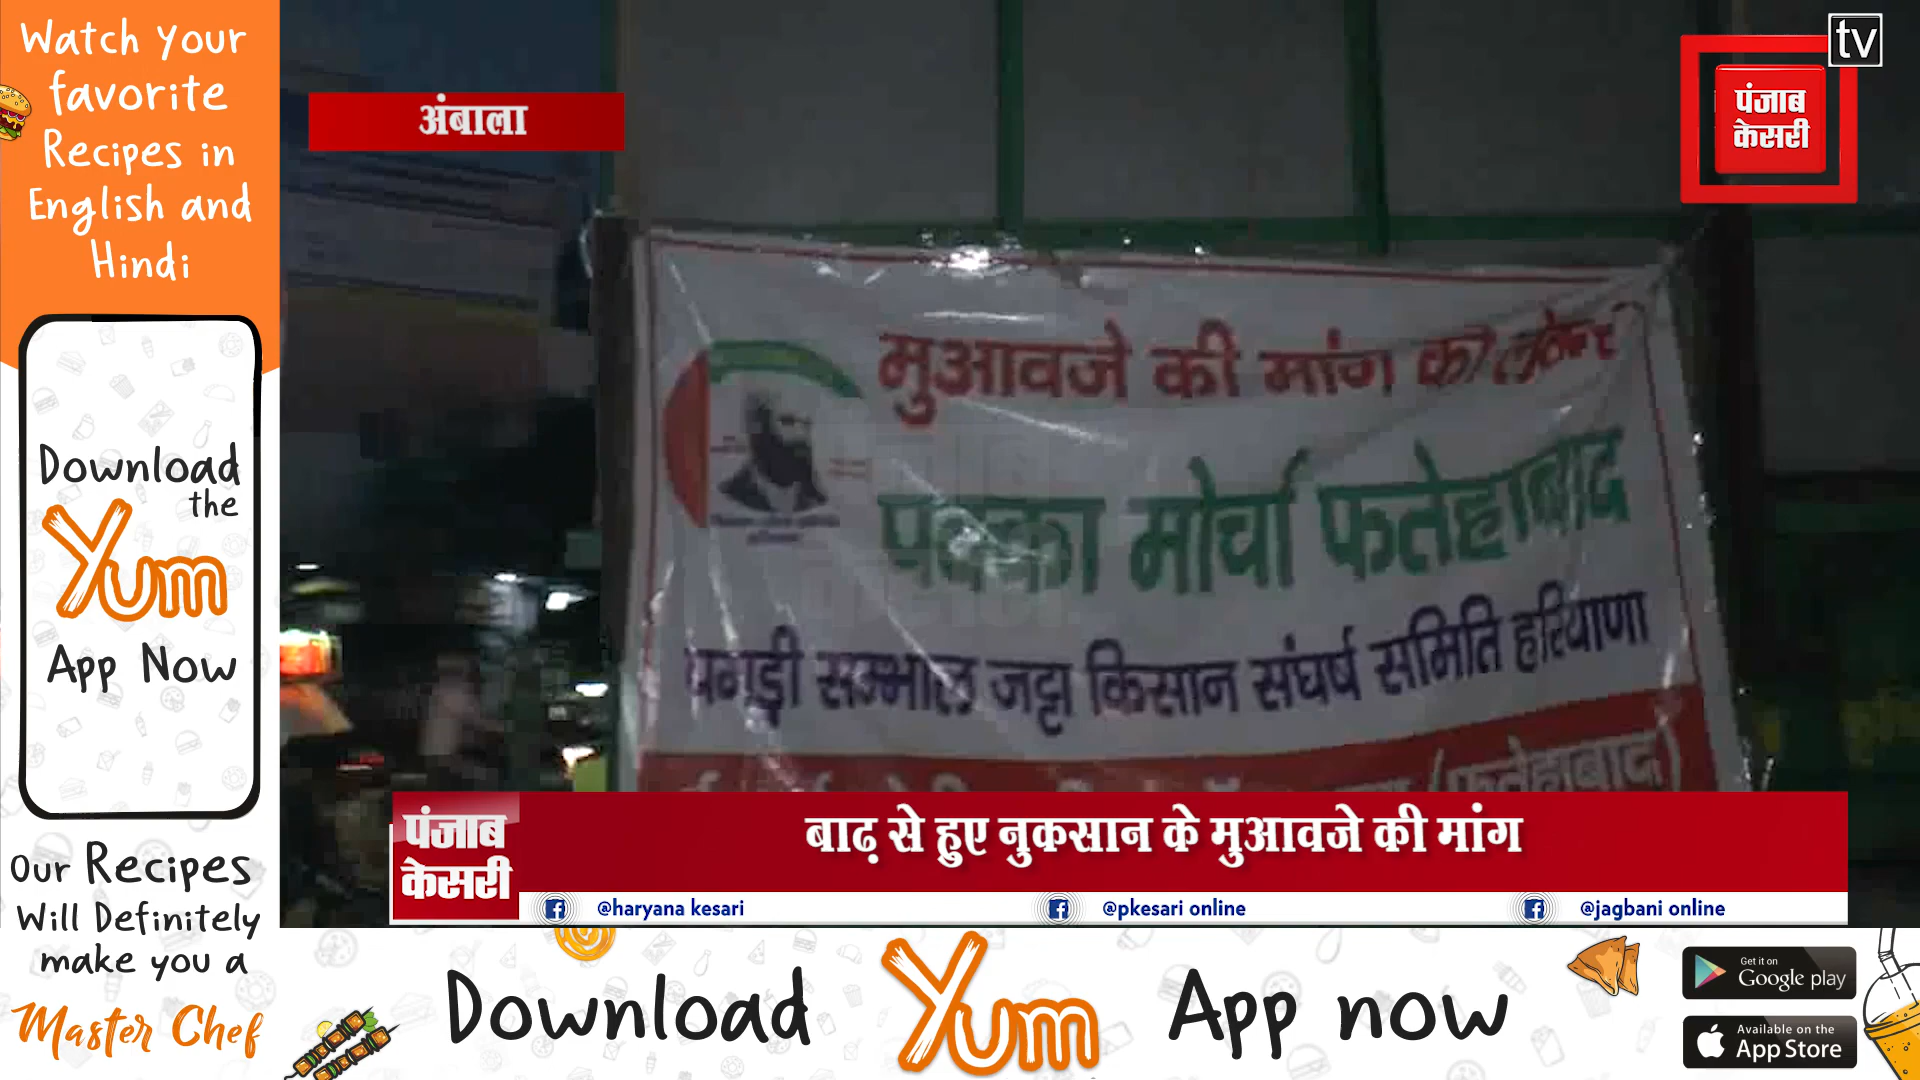 Watch your
favorite
Recipes in
English and
Hindi
Download
the
Yum
App Now
Our Recipes
Will Definitely
make you a
Master Chef
अंबाला
tv
पंजाब
केसरी
मुआवजे की मांग को लेकर
पक्का मोर्चा फतेहाबाद
पगड़ी सम्भाल जट्टा किसान संघर्ष समिति हरियाणा
(फतेहाबाद)
पंजाब
केसरी
बाढ़ से हुए नुकसान के मुआवजे की मांग
@haryana kesari
@pkesari online
@jagbani online
Download Yum App now
Get it on
Google play
Available on the
App Store